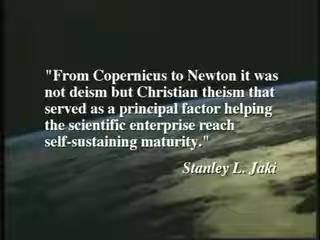 "From Copernicus to Newton it was
not deism but Christian theism that
served as a principal factor helping
the scientific enterprise reach
self-sustaining maturity."
Stanley L. Jaki